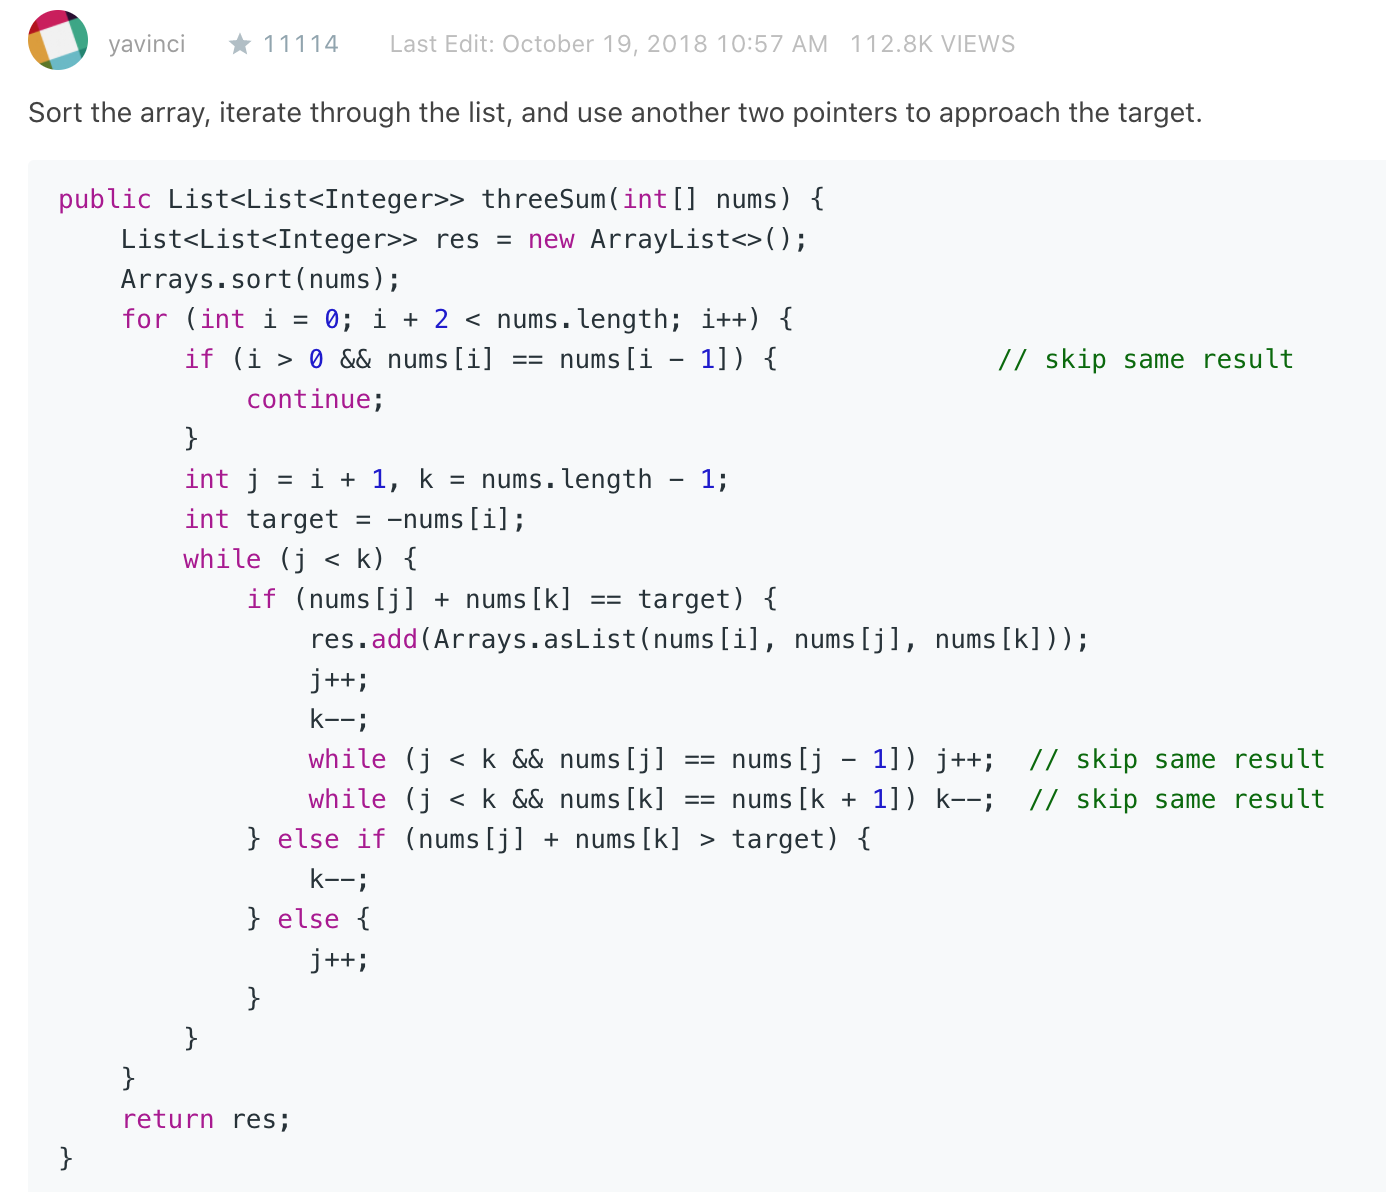 yavinci ★ 11114 Last Edit: October 19, 2018 10:57 AM 112.8K VIEWS
Sort the array, iterate through the list, and use another two pointers to approach the target.
public List<List<Integer>> threeSum(int[] nums) {
    List<List<Integer>> res = new ArrayList<>();
    Arrays.sort(nums);
    for (int i = 0; i + 2 < nums.length; i++) {
        if (i > 0 && nums[i] == nums[i - 1]) {              // skip same result
            continue;
        }
        int j = i + 1, k = nums.length - 1;
        int target = -nums[i];
        while (j < k) {
            if (nums[j] + nums[k] == target) {
                res.add(Arrays.asList(nums[i], nums[j], nums[k]));
                j++;
                k--;
                while (j < k && nums[j] == nums[j - 1]) j++;  // skip same result
                while (j < k && nums[k] == nums[k + 1]) k--;  // skip same result
            } else if (nums[j] + nums[k] > target) {
                k--;
            } else {
                j++;
            }
        }
    }
    return res;
}